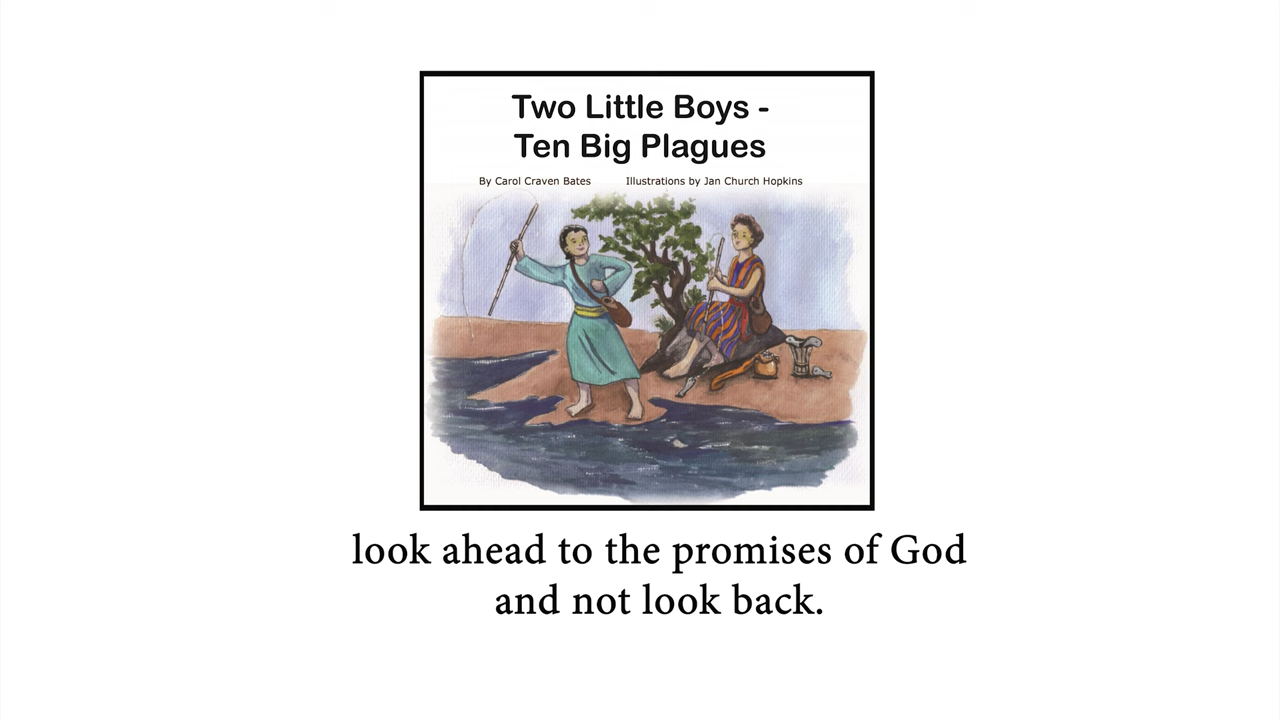 Two Little Boys -
Ten Big Plagues
By Carol Craven Bates Illustrations by Jan Church Hopkins
look ahead to the promises of God
and not look back.